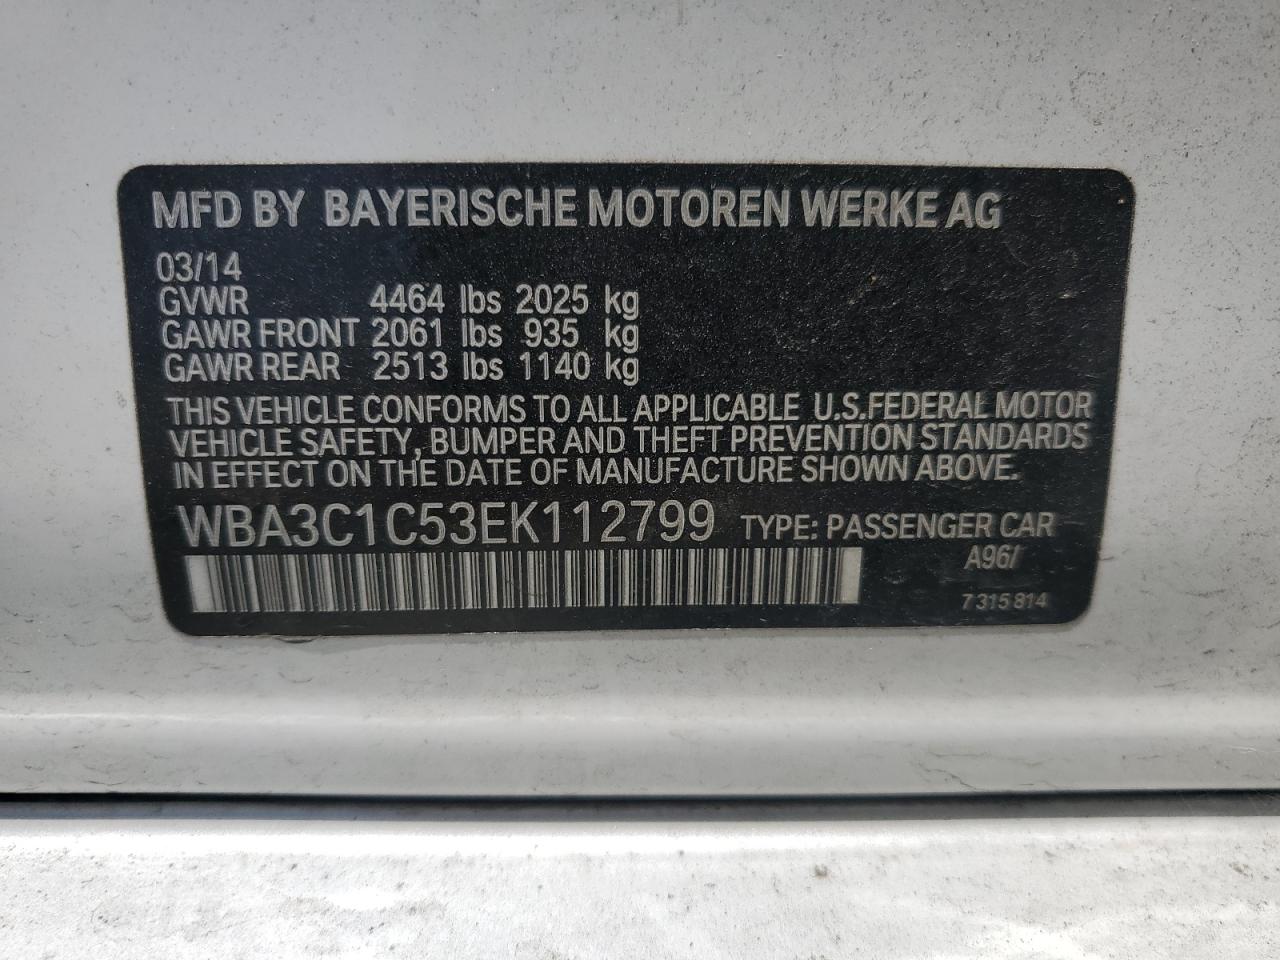 MFD BY BAYERISCHE MOTOREN WERKE AG
03/14
GVWR 4464 lbs 2025 kg
GAWR FRONT 2061 lbs 935 kg
GAWR REAR 2513 lbs 1140 kg
THIS VEHICLE CONFORMS TO ALL APPLICABLE U.S.FEDERAL MOTOR
VEHICLE SAFETY, BUMPER AND THEFT PREVENTION STANDARDS
IN EFFECT ON THE DATE OF MANUFACTURE SHOWN ABOVE.
WBA3C1C53EK112799 TYPE: PASSENGER CAR
A96/
7 315 814